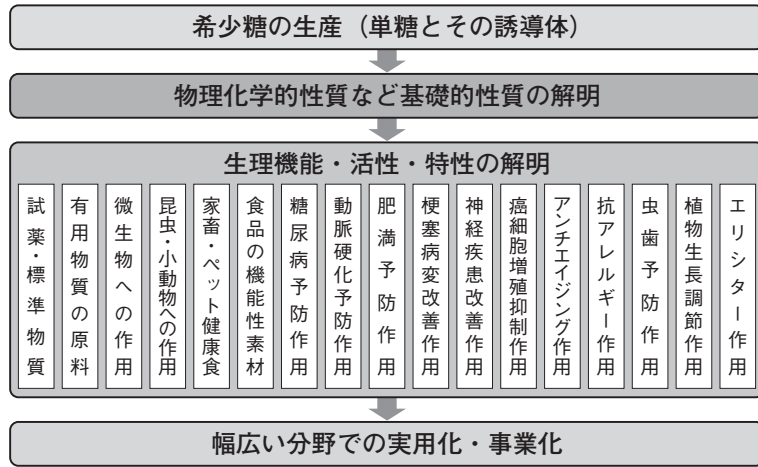 希少糖の生産（単糖とその誘導体）
物理化学的性質など基礎的性質の解明
生理機能・活性・特性の解明
試薬・標準物質
有用物質の原料
微生物への作用
昆虫・小動物への作用
家畜・ペット健康食
食品の機能性素材
糖尿病予防作用
動脈硬化予防作用
肥満予防作用
梗塞病変改善作用
神経疾患改善作用
癌細胞増殖抑制作用
アンチエイジング作用
抗アレルギー作用
虫歯予防作用
植物生長調節作用
エリシター作用
幅広い分野での実用化・事業化